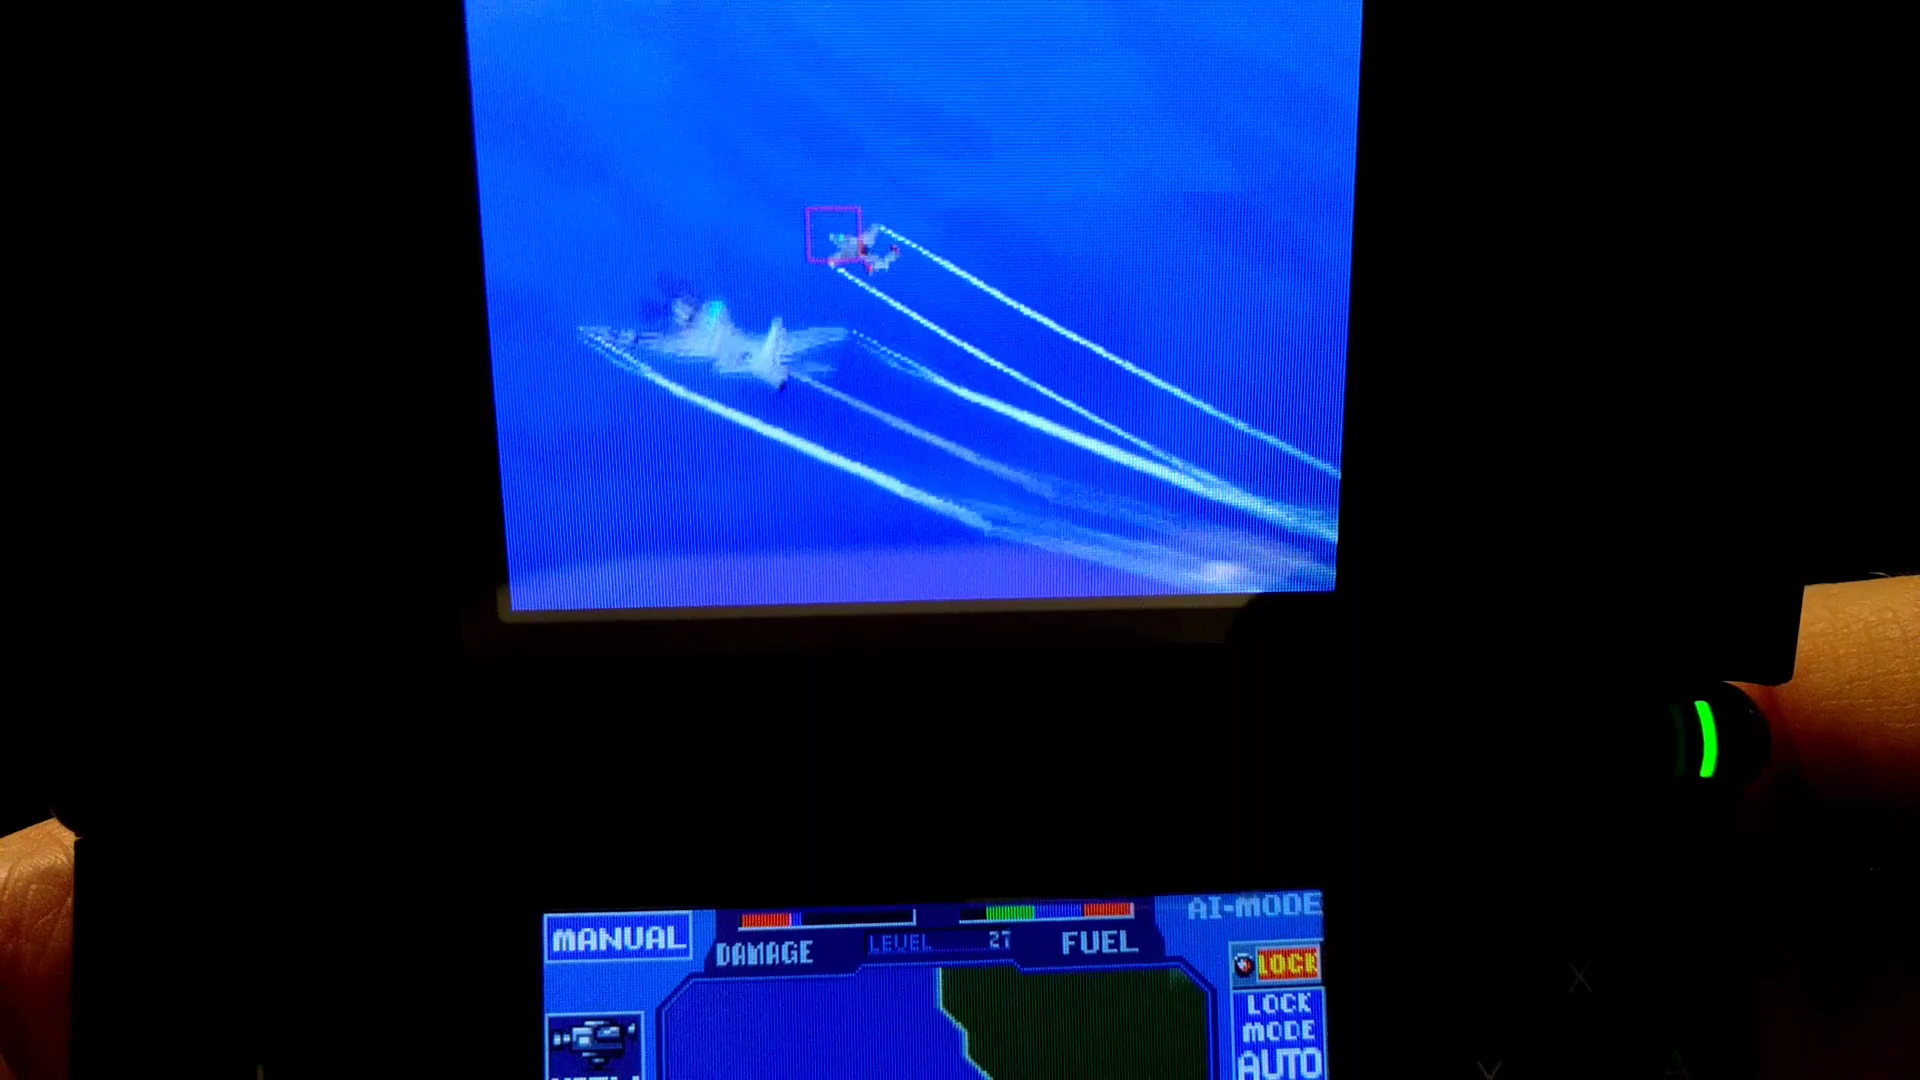 MANUAL
DAMAGE
LEVEL 27
FUEL
AI-MODE
LOCK
LOCK
MODE
AUTO
X